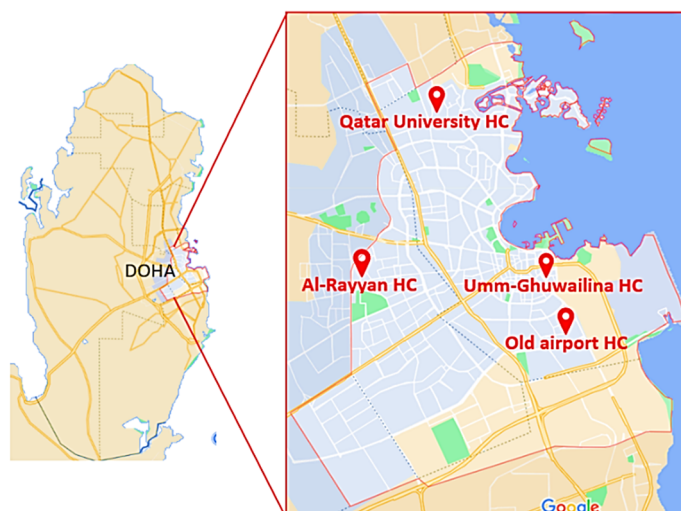 DOHA
Qatar University HC
Al-Rayyan HC
Umm-Ghuwailina HC
Old airport HC
Google